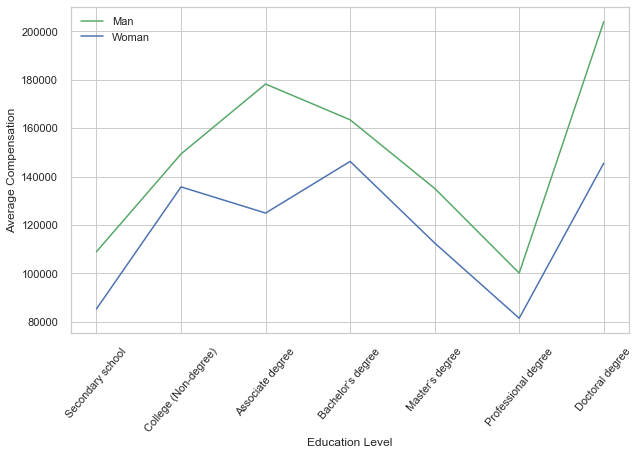 Man
Woman
200000
180000
160000
140000
120000
100000
80000
Average Compensation
Secondary school
College (Non-degree)
Associate degree
Bachelor's degree
Master's degree
Professional degree
Doctoral degree
Education Level